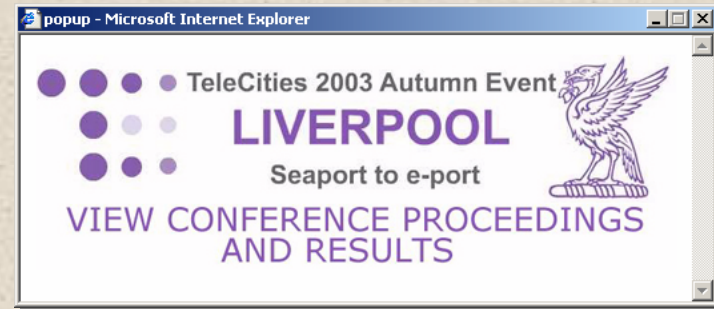 popup - Microsoft Internet Explorer
TeleCities 2003 Autumn Event
LIVERPOOL
Seaport to e-port
VIEW CONFERENCE PROCEEDINGS
AND RESULTS